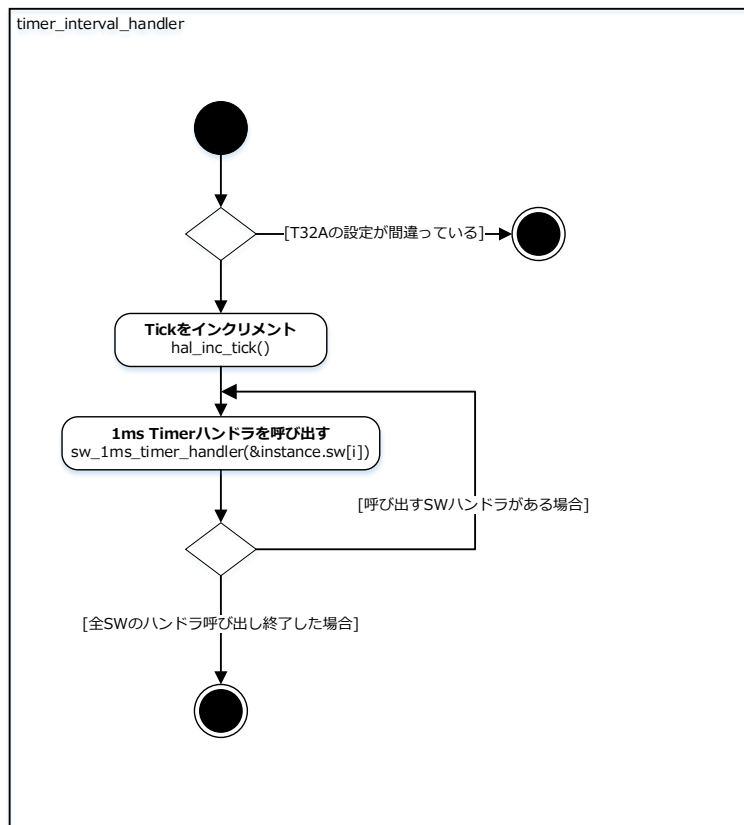 timer_interval_handler
[T32Aの設定が間違っている]
Tickをインクリメント
hal_inc_tick()
1ms Timerハンドラを呼び出す
sw_1ms_timer_handler(&instance.sw[i])
[呼び出すSWハンドラがある場合]
[全SWのハンドラ呼び出し終了した場合]